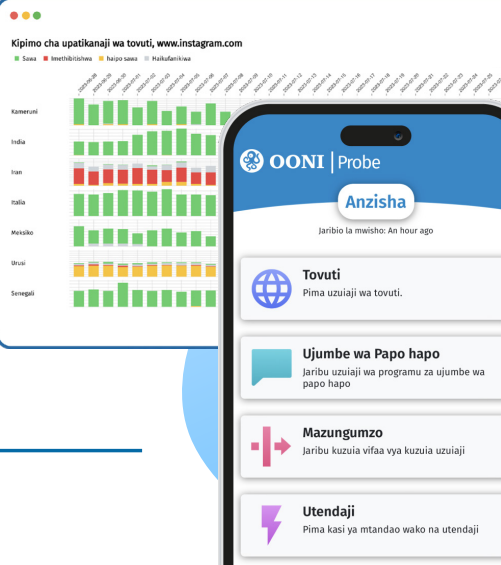 Kipimo cha upatikanaji wa tovuti, www.instagram.com
Sawa Imethibitishwa haipo sawa Haikufanikiwa
Kameruni
India
Iran
Italia
Meksiko
Urusi
Senegali
OONI Probe
Anzisha
Jaribio la mwisho: An hour ago
Tovuti
Pima uzuiaji wa tovuti.
Ujumbe wa Papo hapo
Jaribu uzuiaji wa programu za ujumbe wa
papo hapo
Mazungumzo
Jaribu kuzuia vifaa vya kuzuia uzuiaji
Utendaji
Pima kasi ya mtandao wako na utendaji